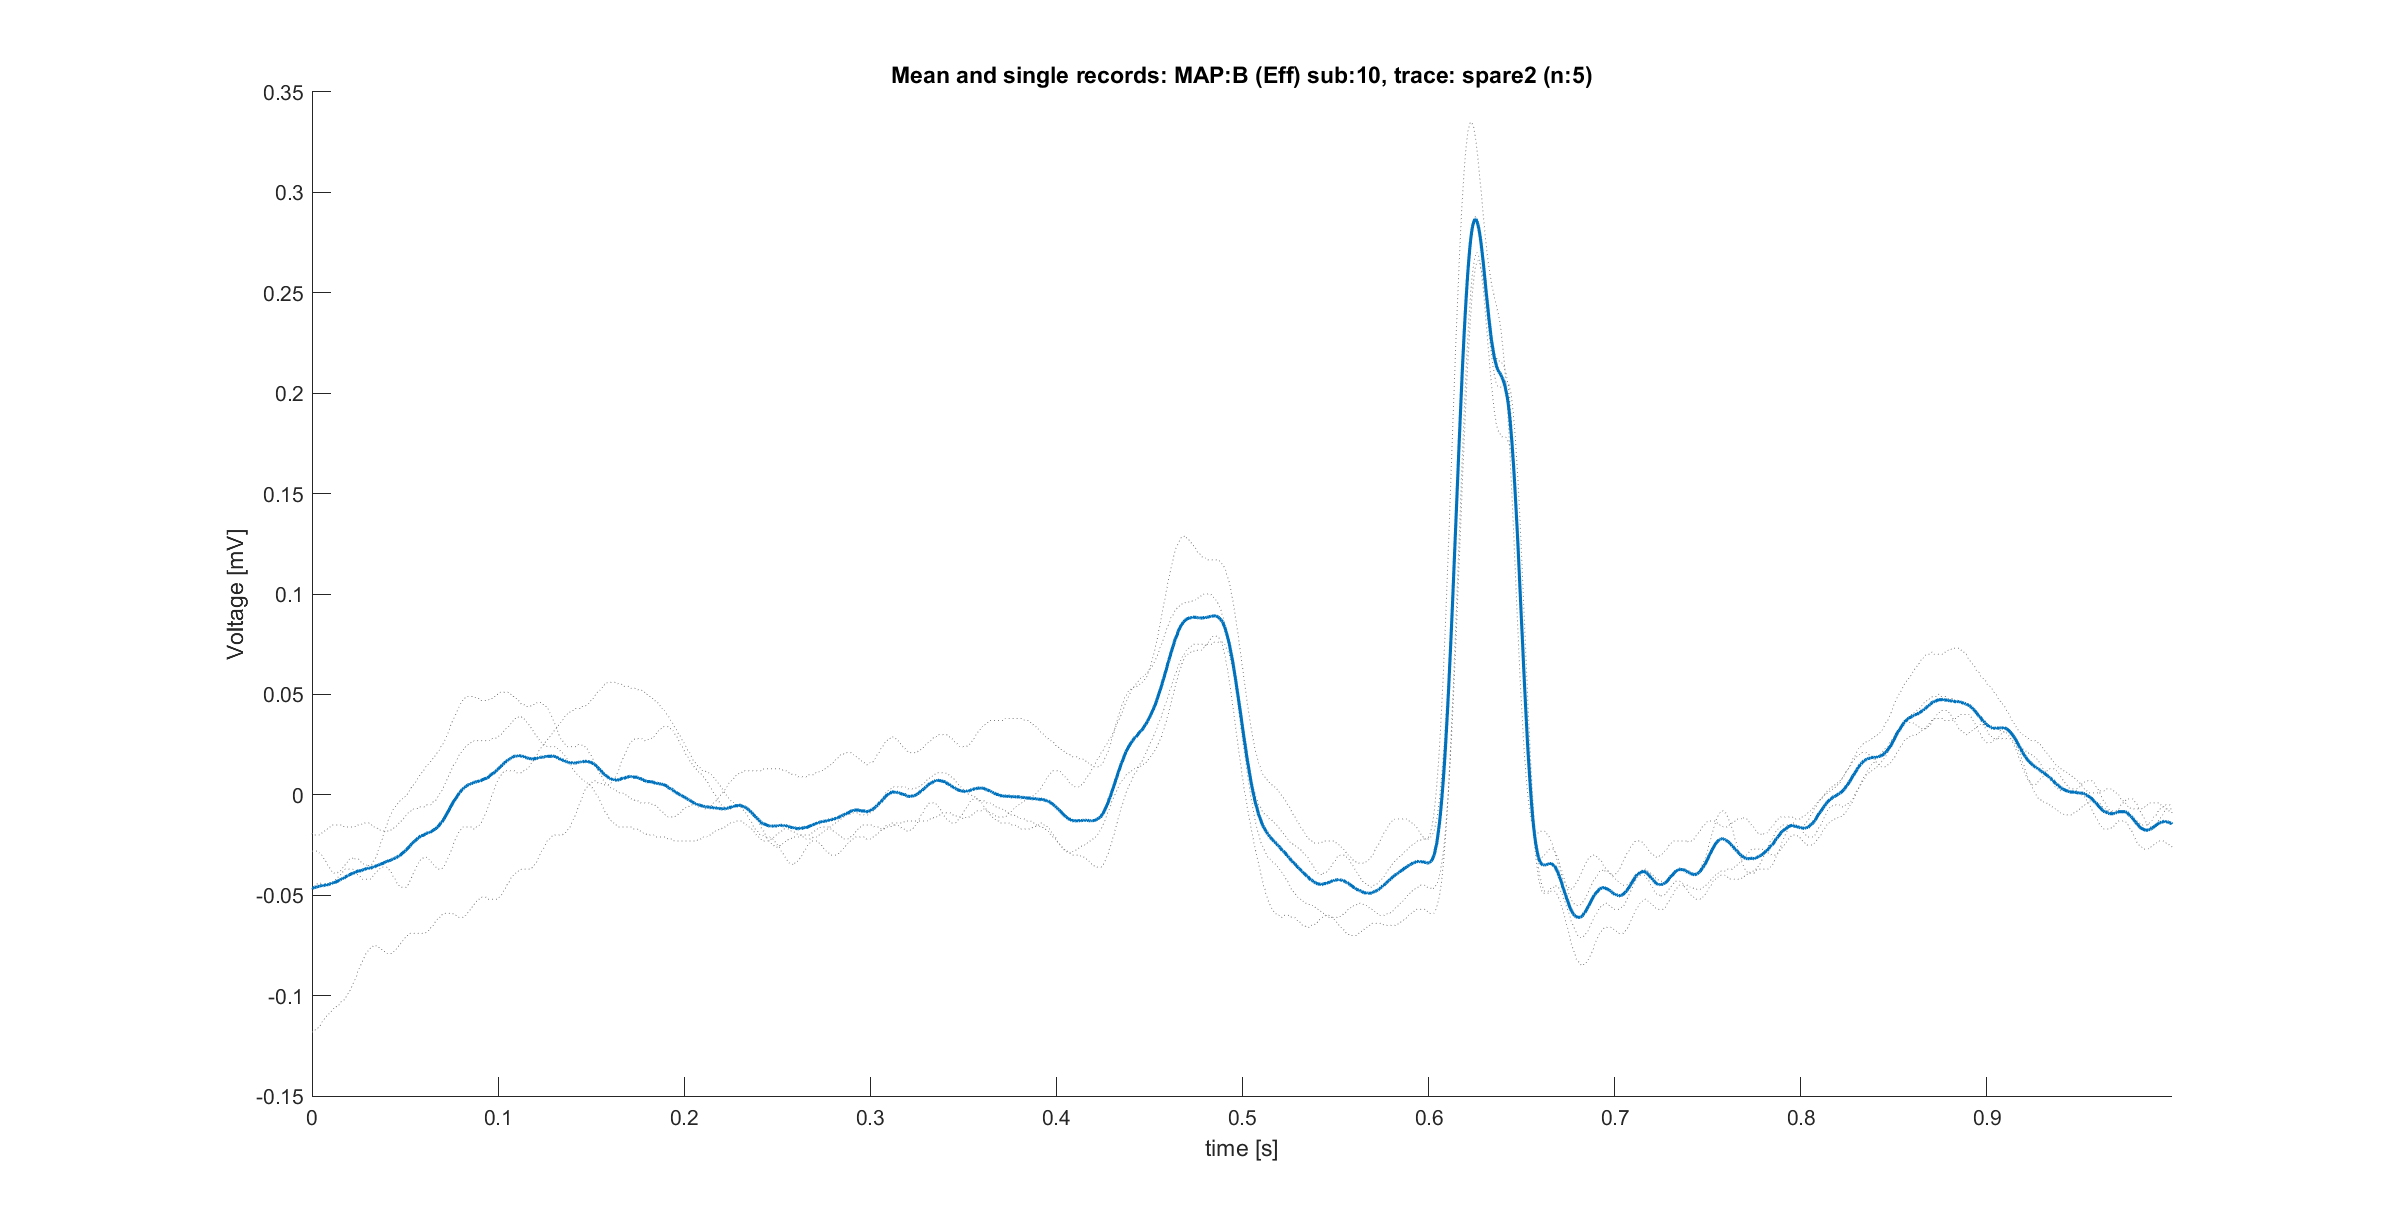 Mean and single records: MAP:B (Eff) sub:10, trace: spare2 (n:5)
0.35
0.3
0.25
0.2
0.15
0.1
0.05
0
-0.05
-0.1
-0.15
Voltage [mV]
0 0.1 0.2 0.3 0.4 0.5 0.6 0.7 0.8 0.9
time [s]